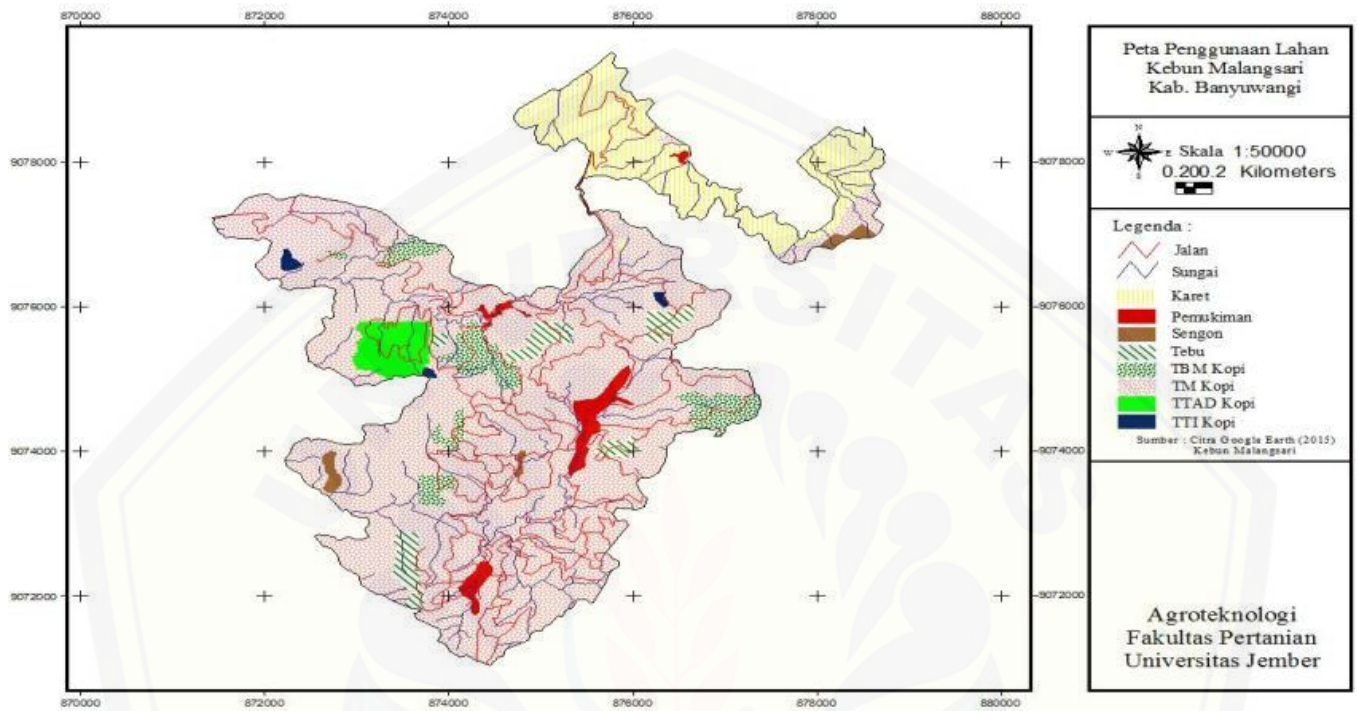 870000 872000 874000 876000 878000 880000
9078000 9078000
9076000 9076000
9074000 9074000
9072000 9072000
870000 872000 874000 876000 878000 880000
Peta Penggunaan Lahan
Kebun Malangsari
Kab. Banyuwangi
N
W E
S
Skala 1:50000
0.200.2 Kilometers
Legenda :
Jalan
Sungai
Karet
Pemukiman
Sengon
Tebu
TBM Kopi
TM Kopi
TTAD Kopi
TTI Kopi
Sumber : Citra Google Earth (2015)
Kebun Malangsari
Agroteknologi
Fakultas Pertanian
Universitas Jember
UNIVERSITAS